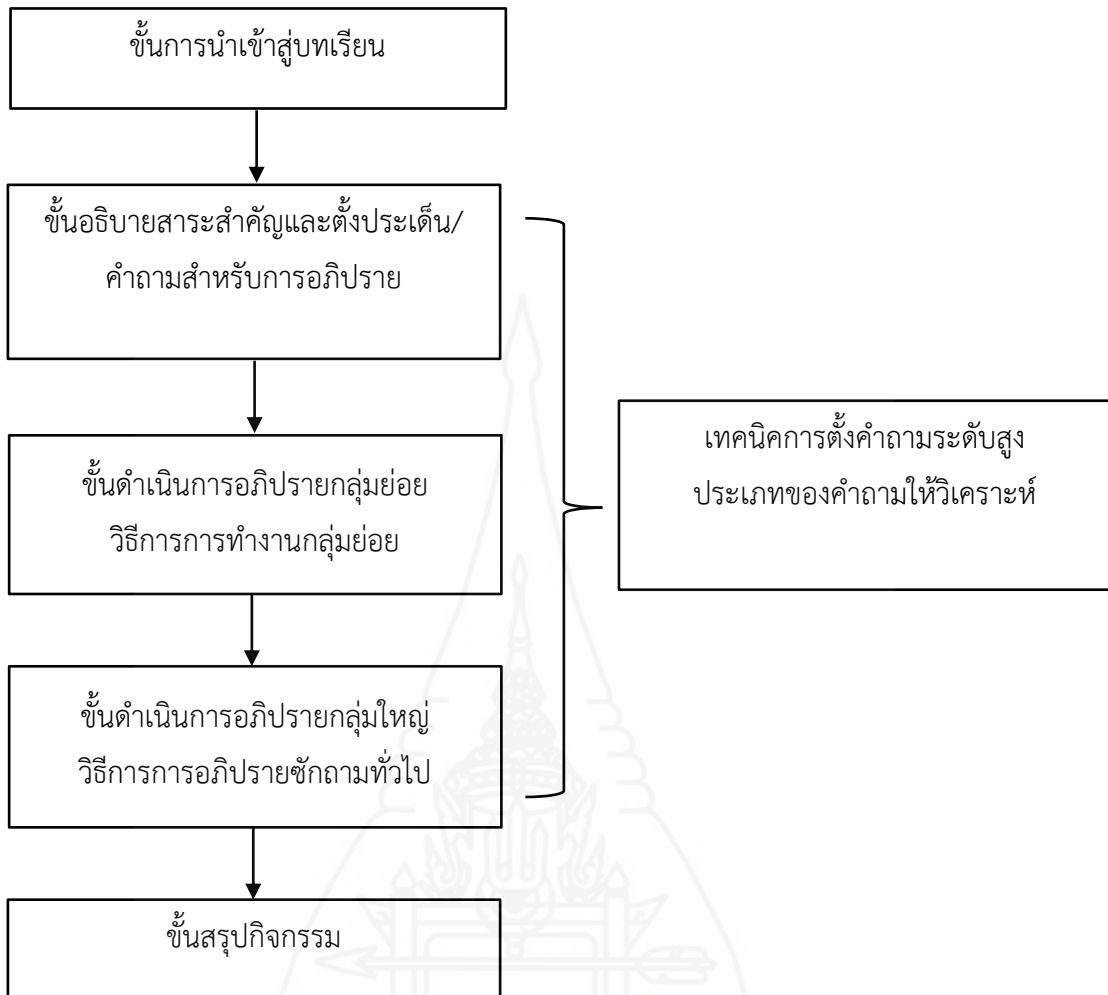 ขั้นการนำเข้าสู่บทเรียน
ขั้นอธิบายสาระสำคัญและตั้งประเด็น/
คำถามสำหรับการอภิปราย
ขั้นดำเนินการอภิปรายกลุ่มย่อย
วิธีการการทำงานกลุ่มย่อย
ขั้นดำเนินการอภิปรายกลุ่มใหญ่
วิธีการการอภิปรายซักถามทั่วไป
ขั้นสรุปกิจกรรม
เทคนิคการตั้งคำถามระดับสูง
ประเภทของคำถามให้วิเคราะห์